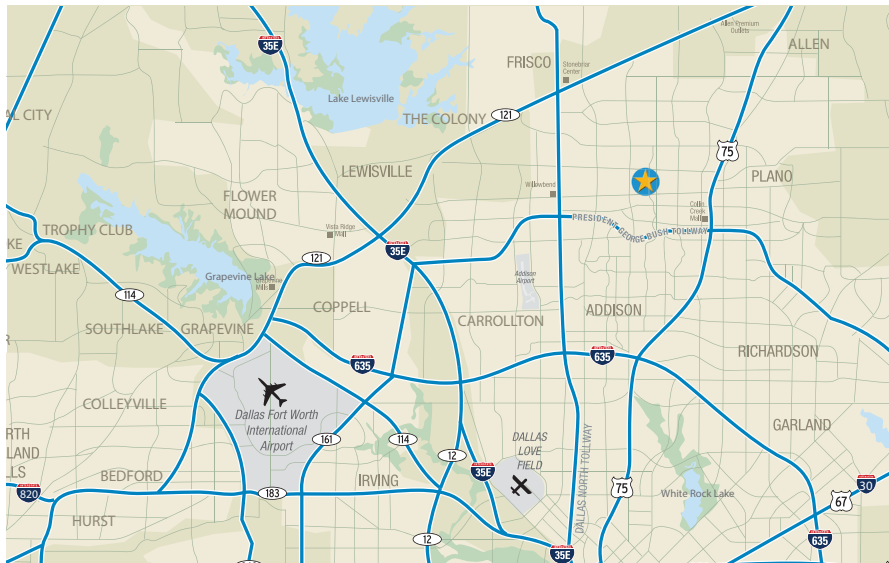 35E
Allen Premium
Outlets
ALLEN
FRISCO
Stonebriar
Center
Lake Lewisville
AL CITY
THE COLONY
121
75
LEWISVILLE
PLANO
Willowbend
FLOWER
MOUND
Collin
Creek
Mall
Vista Ridge
Mall
PRESIDENT GEORGE BUSH TOLLWAY
TROPHY CLUB
KE
WESTLAKE
121
35E
Grapevine Lake
Mills
Addison
Airport
114
COPPELL
CARROLLTON
ADDISON
SOUTHLAKE
GRAPEVINE
635
635
RICHARDSON
COLLEYVILLE
Dallas Fort Worth
International
Airport
161
114
GARLAND
RTH
LAND
LLS
DALLAS
LOVE
FIELD
DALLAS NORTH TOLLWAY
12
35E
BEDFORD
IRVING
75
White Rock Lake
30
820
183
67
HURST
12
35E
635